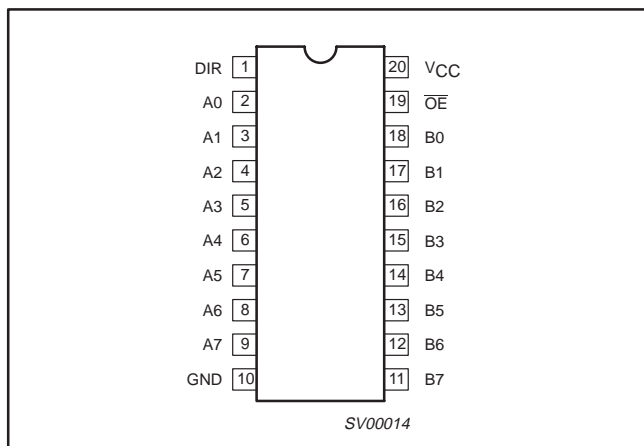 DIR 1 20 VCC
A0 2 19 O̅E̅
A1 3 18 B0
A2 4 17 B1
A3 5 16 B2
A4 6 15 B3
A5 7 14 B4
A6 8 13 B5
A7 9 12 B6
GND 10 11 B7
SV00014